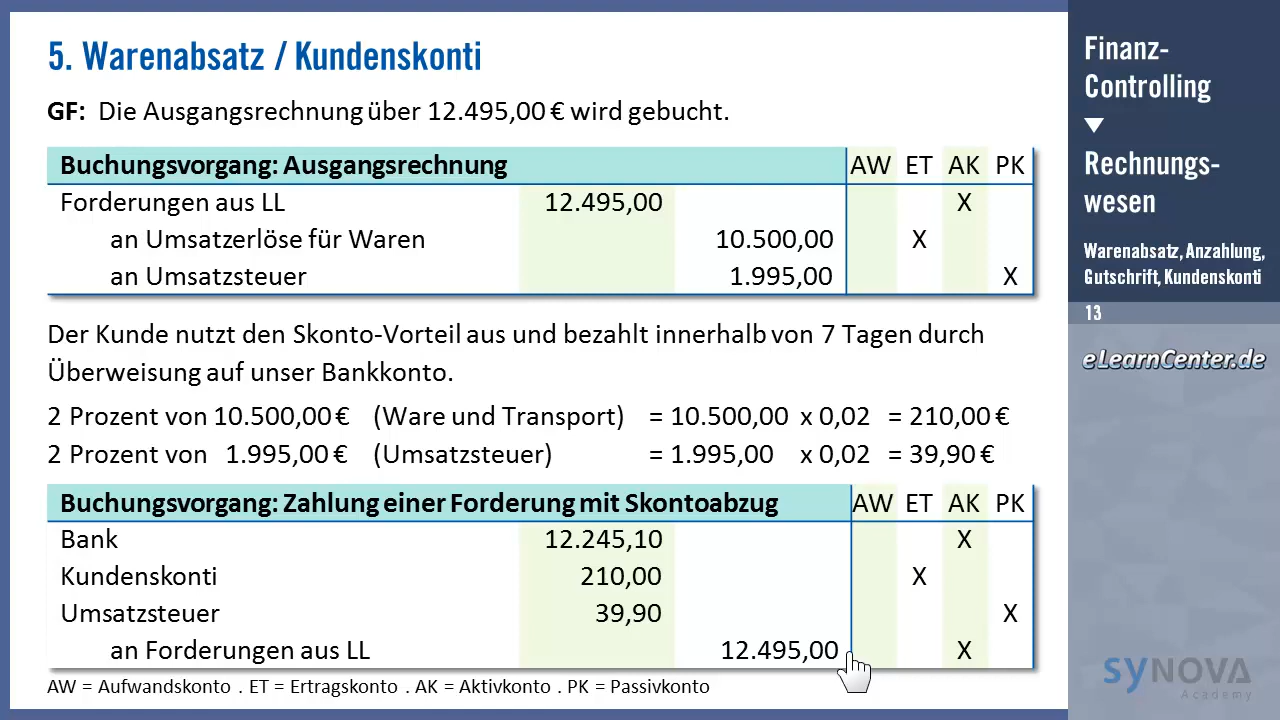 5. Warenabsatz / Kundenskonti
GF: Die Ausgangsrechnung über 12.495,00 € wird gebucht.
Buchungsvorgang: Ausgangsrechnung AW ET AK PK
Forderungen aus LL 12.495,00 X
an Umsatzerlöse für Waren 10.500,00 X
an Umsatzsteuer 1.995,00 X
Der Kunde nutzt den Skonto-Vorteil aus und bezahlt innerhalb von 7 Tagen durch
Überweisung auf unser Bankkonto.
2 Prozent von 10.500,00 € (Ware und Transport) = 10.500,00 x 0,02 = 210,00 €
2 Prozent von 1.995,00 € (Umsatzsteuer) = 1.995,00 x 0,02 = 39,90 €
Buchungsvorgang: Zahlung einer Forderung mit Skontoabzug AW ET AK PK
Bank 12.245,10 X
Kundenskonti 210,00 X
Umsatzsteuer 39,90 X
an Forderungen aus LL 12.495,00 X
AW = Aufwandskonto . ET = Ertragskonto . AK = Aktivkonto . PK = Passivkonto
Finanz-
Controlling
Rechnungs-
wesen
Warenabsatz, Anzahlung,
Gutschrift, Kundenskonti
13
eLearnCenter.de
SYNOVA
Academy